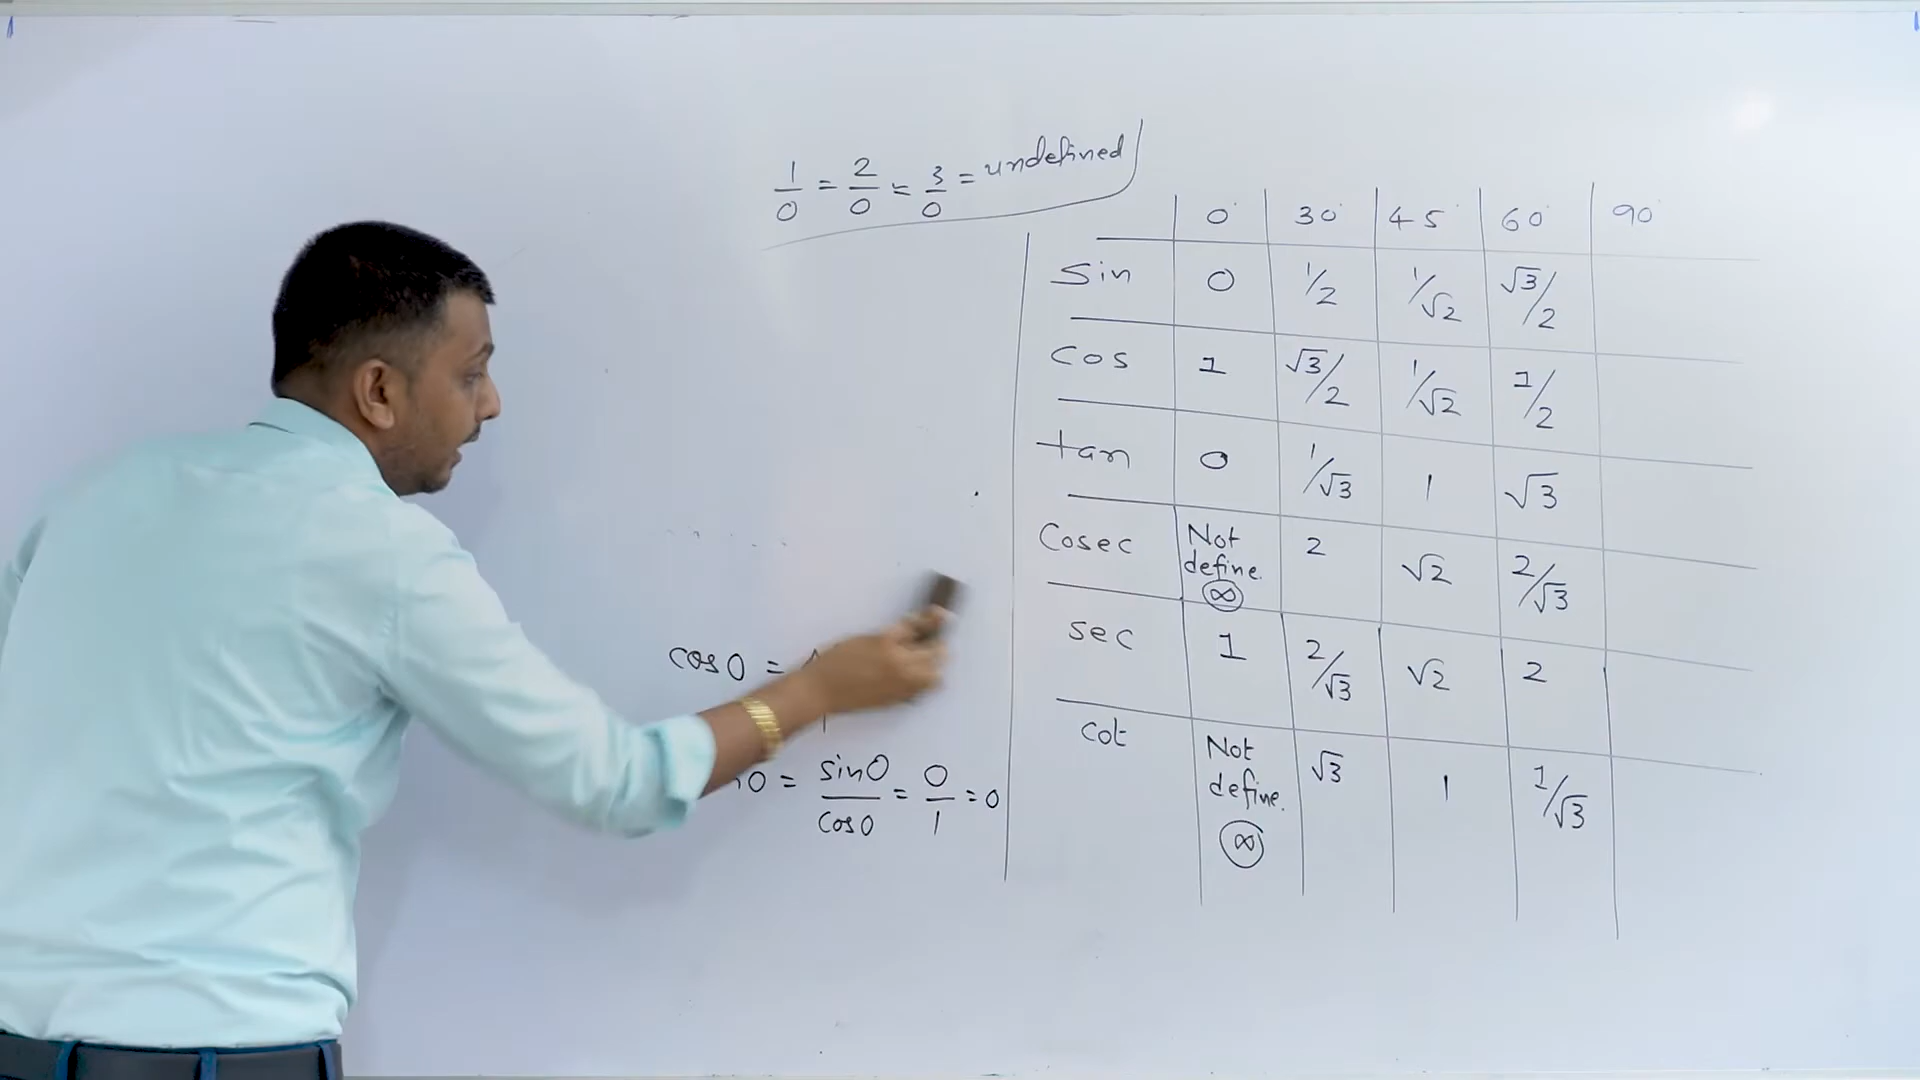 1/0 = 2/0 = 3/0 = undefined
0° 30° 45° 60° 90°
Sin 0 1/2 1/√2 √3/2
Cos 1 √3/2 1/√2 1/2
tan 0 1/√3 1 √3
Cosec Not define. ∞ 2 √2 2/√3
Sec 1 2/√3 √2 2
Cot Not define. ∞ √3 1 1/√3
cos0 =
0 = sin0/cos0 = 0/1 = 0